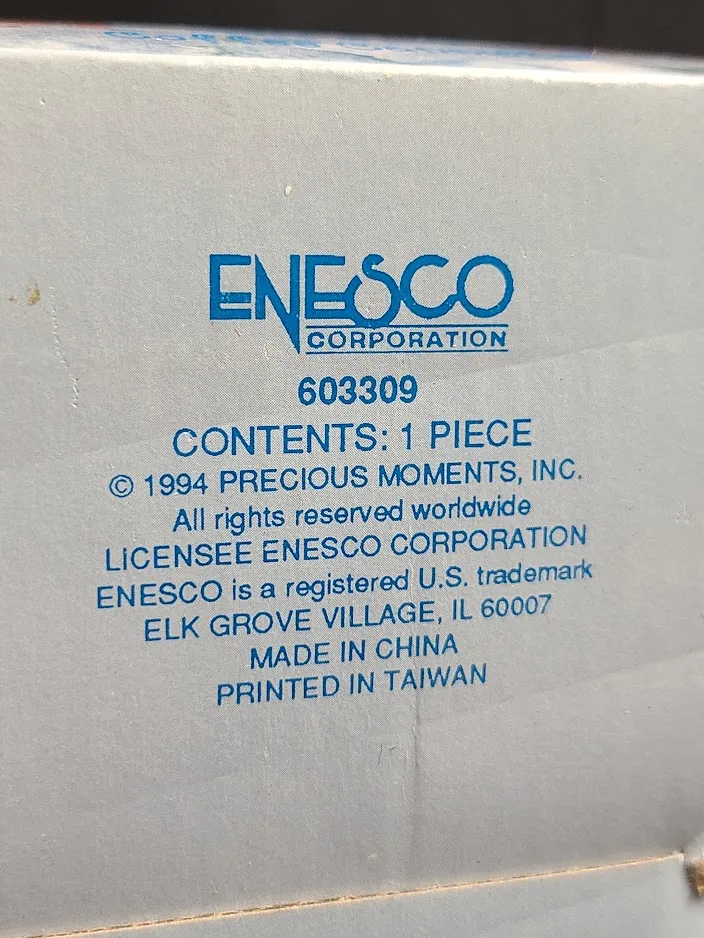 ENESCO
CORPORATION
603309
CONTENTS: 1 PIECE
© 1994 PRECIOUS MOMENTS, INC.
All rights reserved worldwide
LICENSEE ENESCO CORPORATION
ENESCO is a registered U.S. trademark
ELK GROVE VILLAGE, IL 60007
MADE IN CHINA
PRINTED IN TAIWAN